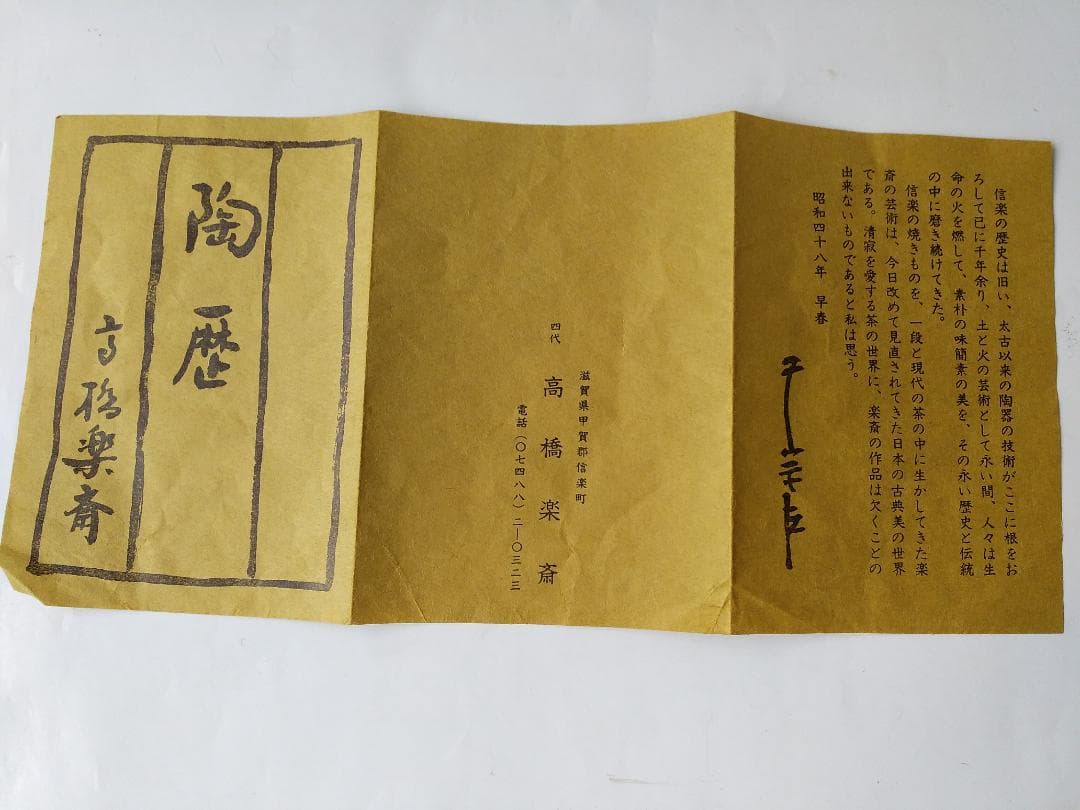 信楽の歴史は旧い、太古以来の陶器の技術がここに根をお
ろして已に千年余り、土と火の芸術として永い間、人々は生
命の火を燃して、素朴の味簡素の美を、その永い歴史と伝統
の中に磨き続けてきた。
信楽の焼きものを、一段と現代の茶の中に生かしてきた楽
斎の芸術は、今日改めて見直されてきた日本の古典美の世界
である。清寂を愛する茶の世界に、楽斎の作品は欠くことの
出来ないものであると私は思う。
昭和四十八年 早春
滋賀県甲賀郡信楽町
四代 高橋楽斎
電話(〇七四八八)二―〇三二三
陶歴
高橋楽斎